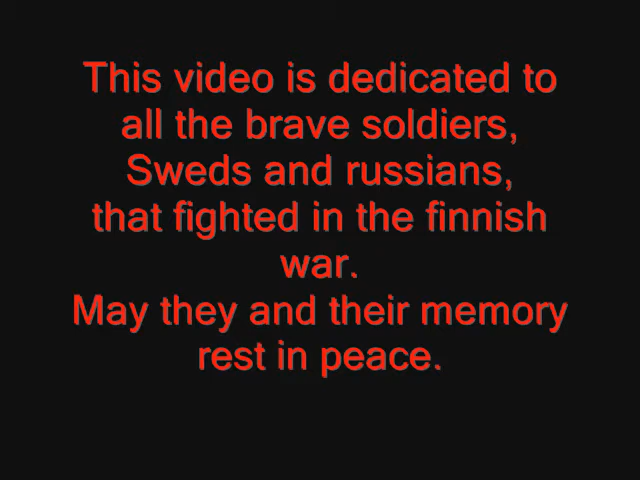 This video is dedicated to
all the brave soldiers,
Sweds and russians,
that fighted in the finnish
war.
May they and their memory
rest in peace.